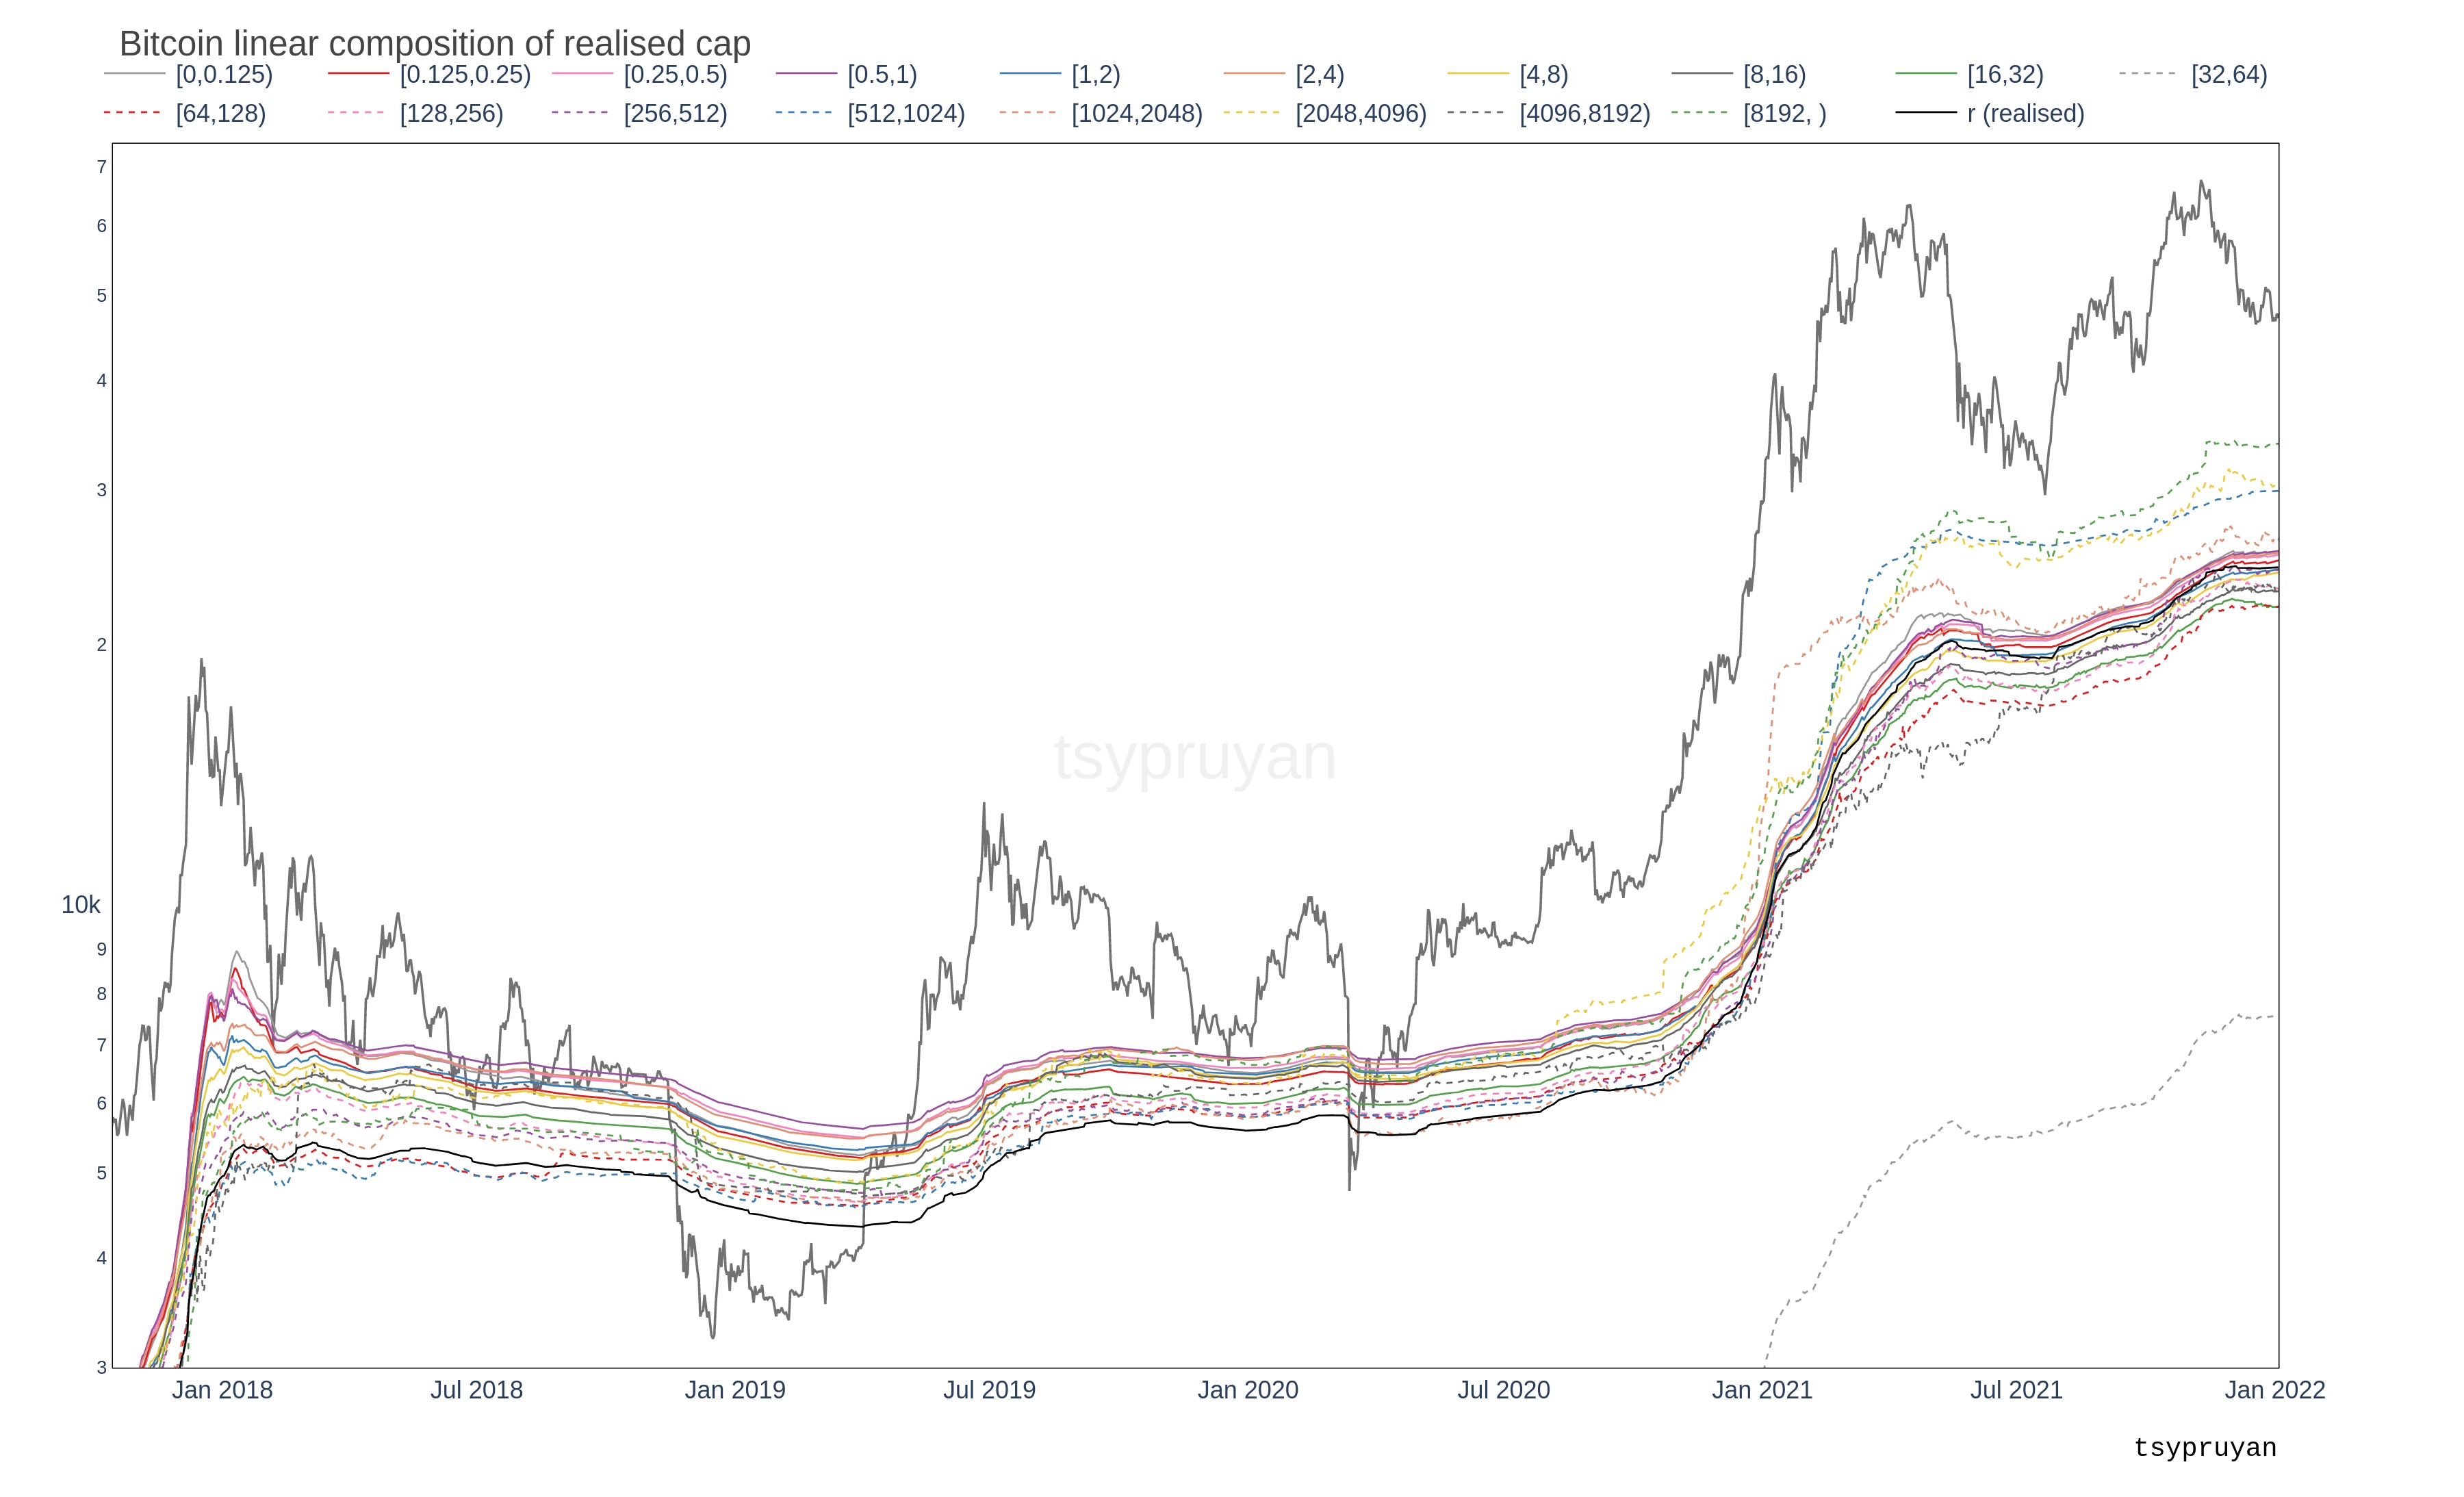 Bitcoin linear composition of realised cap
[0,0.125) [0.125,0.25) [0.25,0.5) [0.5,1) [1,2) [2,4) [4,8) [8,16) [16,32) [32,64)
[64,128) [128,256) [256,512) [512,1024) [1024,2048) [2048,4096) [4096,8192) [8192, ) r (realised)
7
6
5
4
3
2
tsypruyan
10k
9
8
7
6
5
4
3
Jan 2018 Jul 2018 Jan 2019 Jul 2019 Jan 2020 Jul 2020 Jan 2021 Jul 2021 Jan 2022
tsypruyan